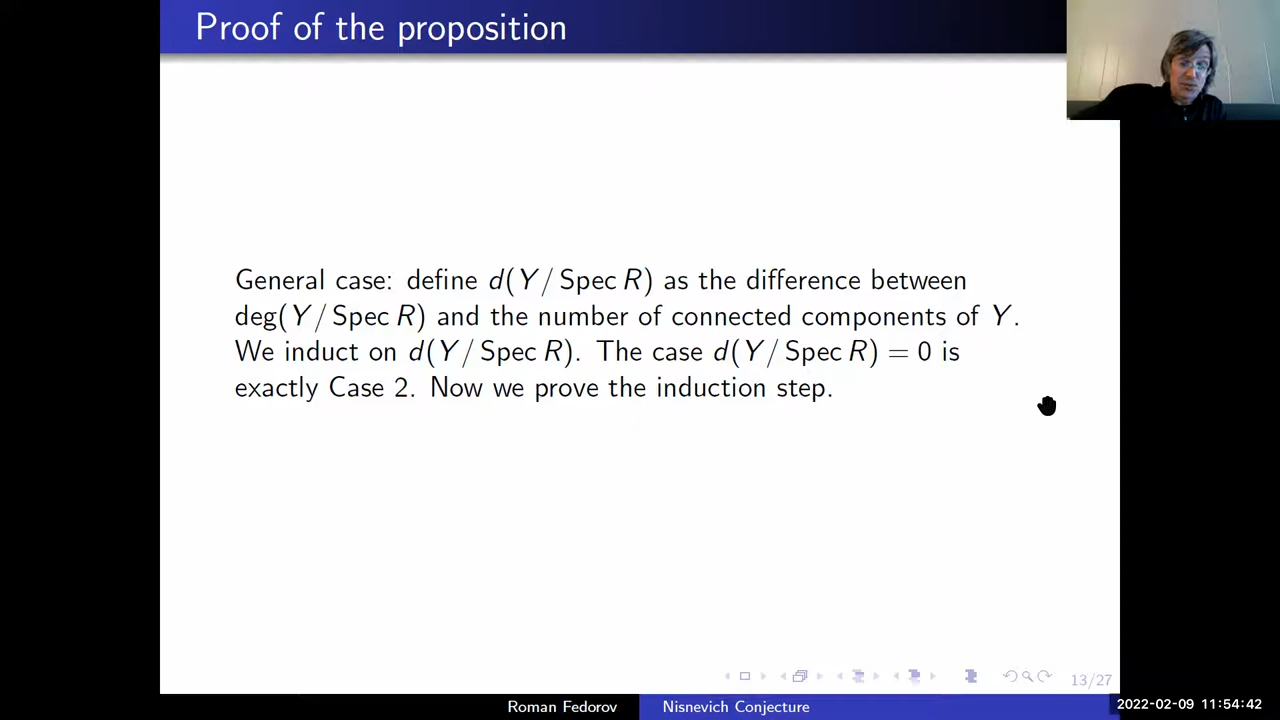 Proof of the proposition
General case: define d(Y/ Spec R) as the difference between
deg(Y/ Spec R) and the number of connected components of Y.
We induct on d(Y/ Spec R). The case d(Y/ Spec R) = 0 is
exactly Case 2. Now we prove the induction step.
13/27
Roman Fedorov
Nisnevich Conjecture
2022-02-09 11:54:42